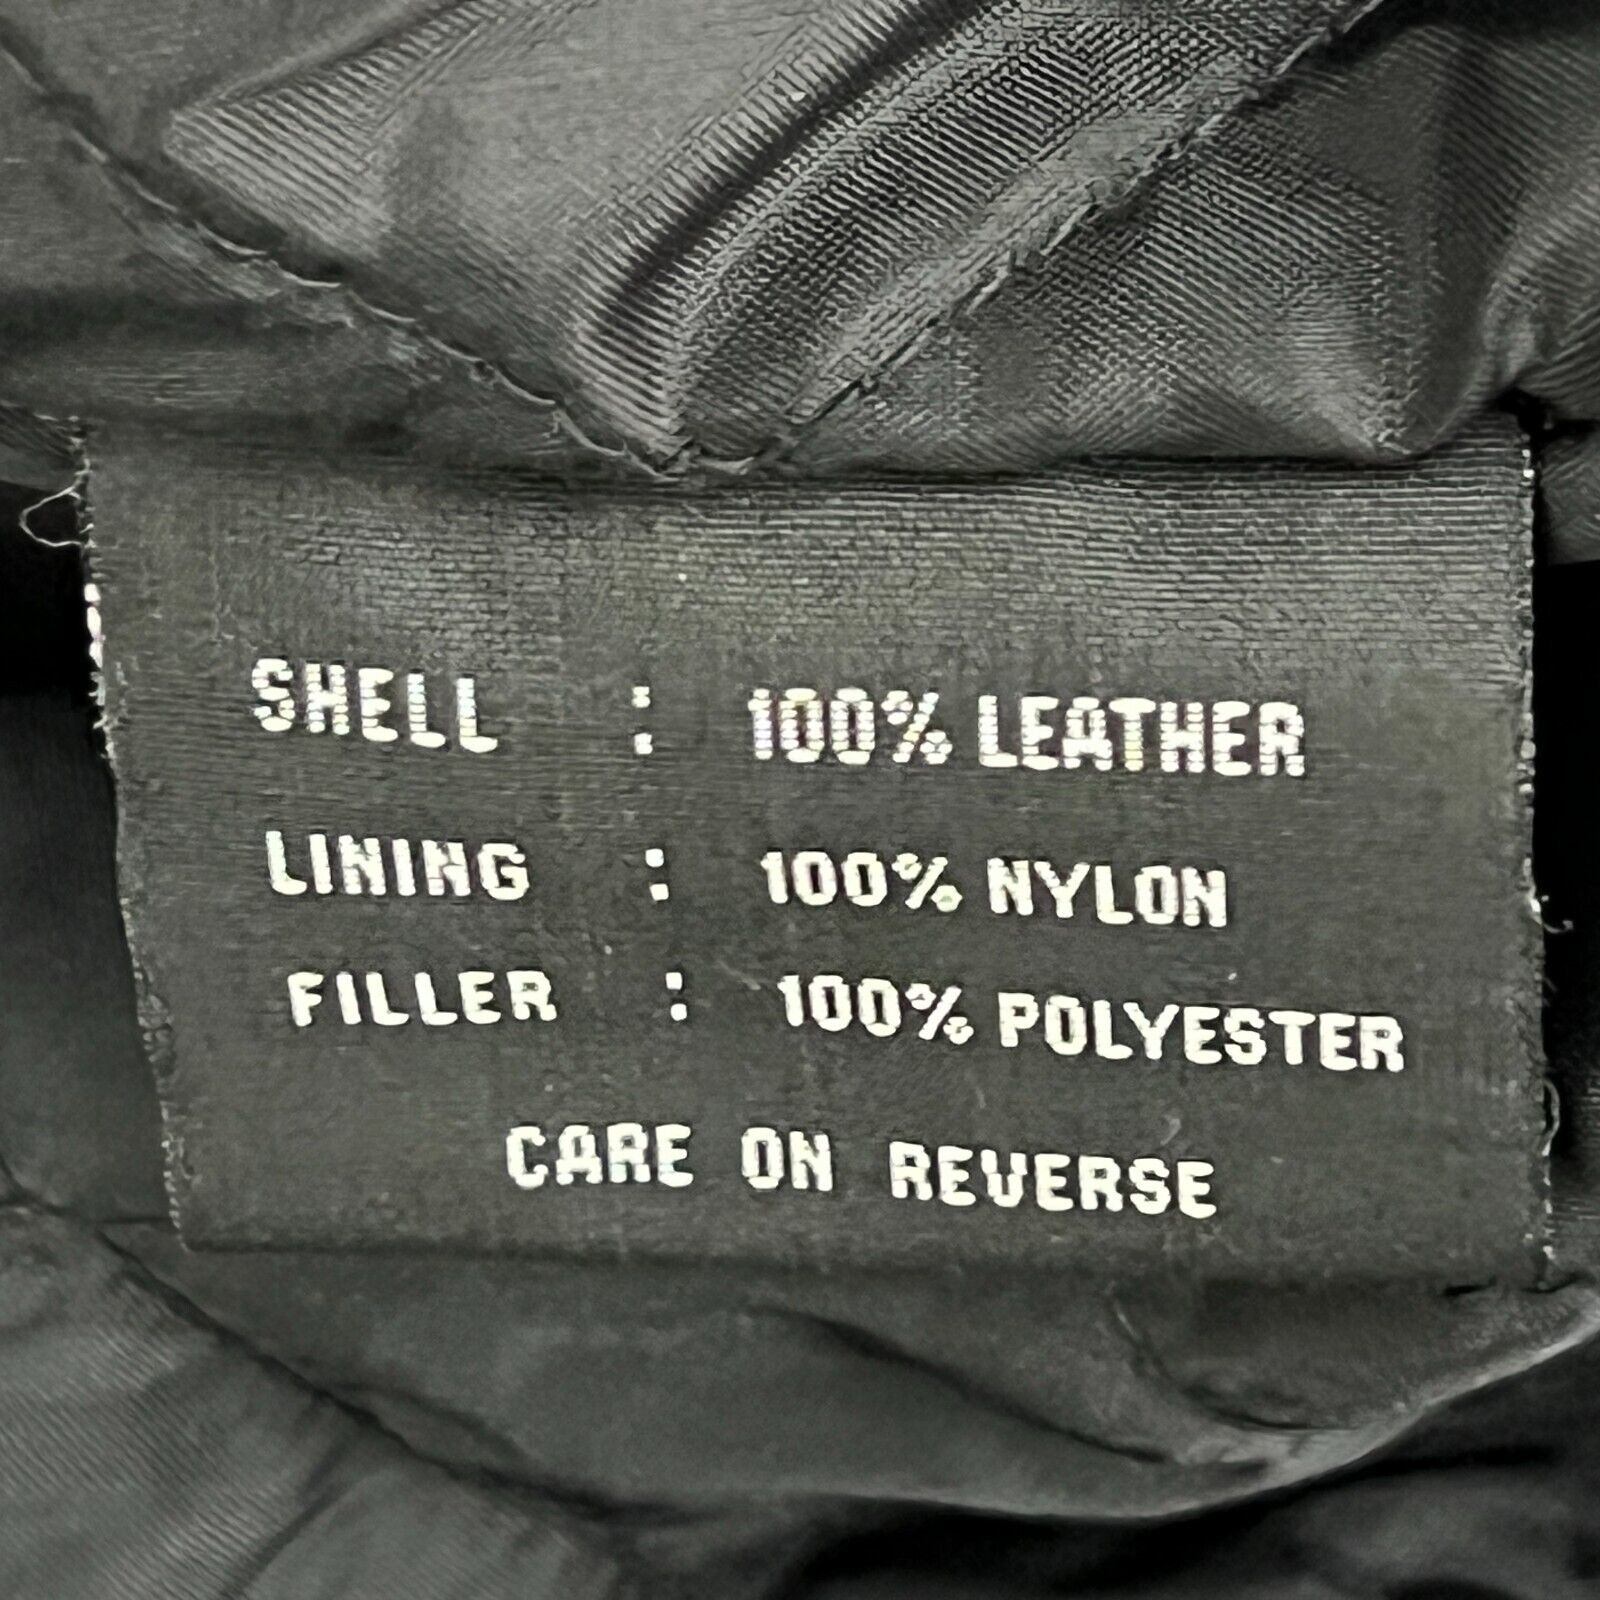 SHELL : 100% LEATHER
LINING : 100% NYLON
FILLER : 100% POLYESTER
CARE ON REVERSE